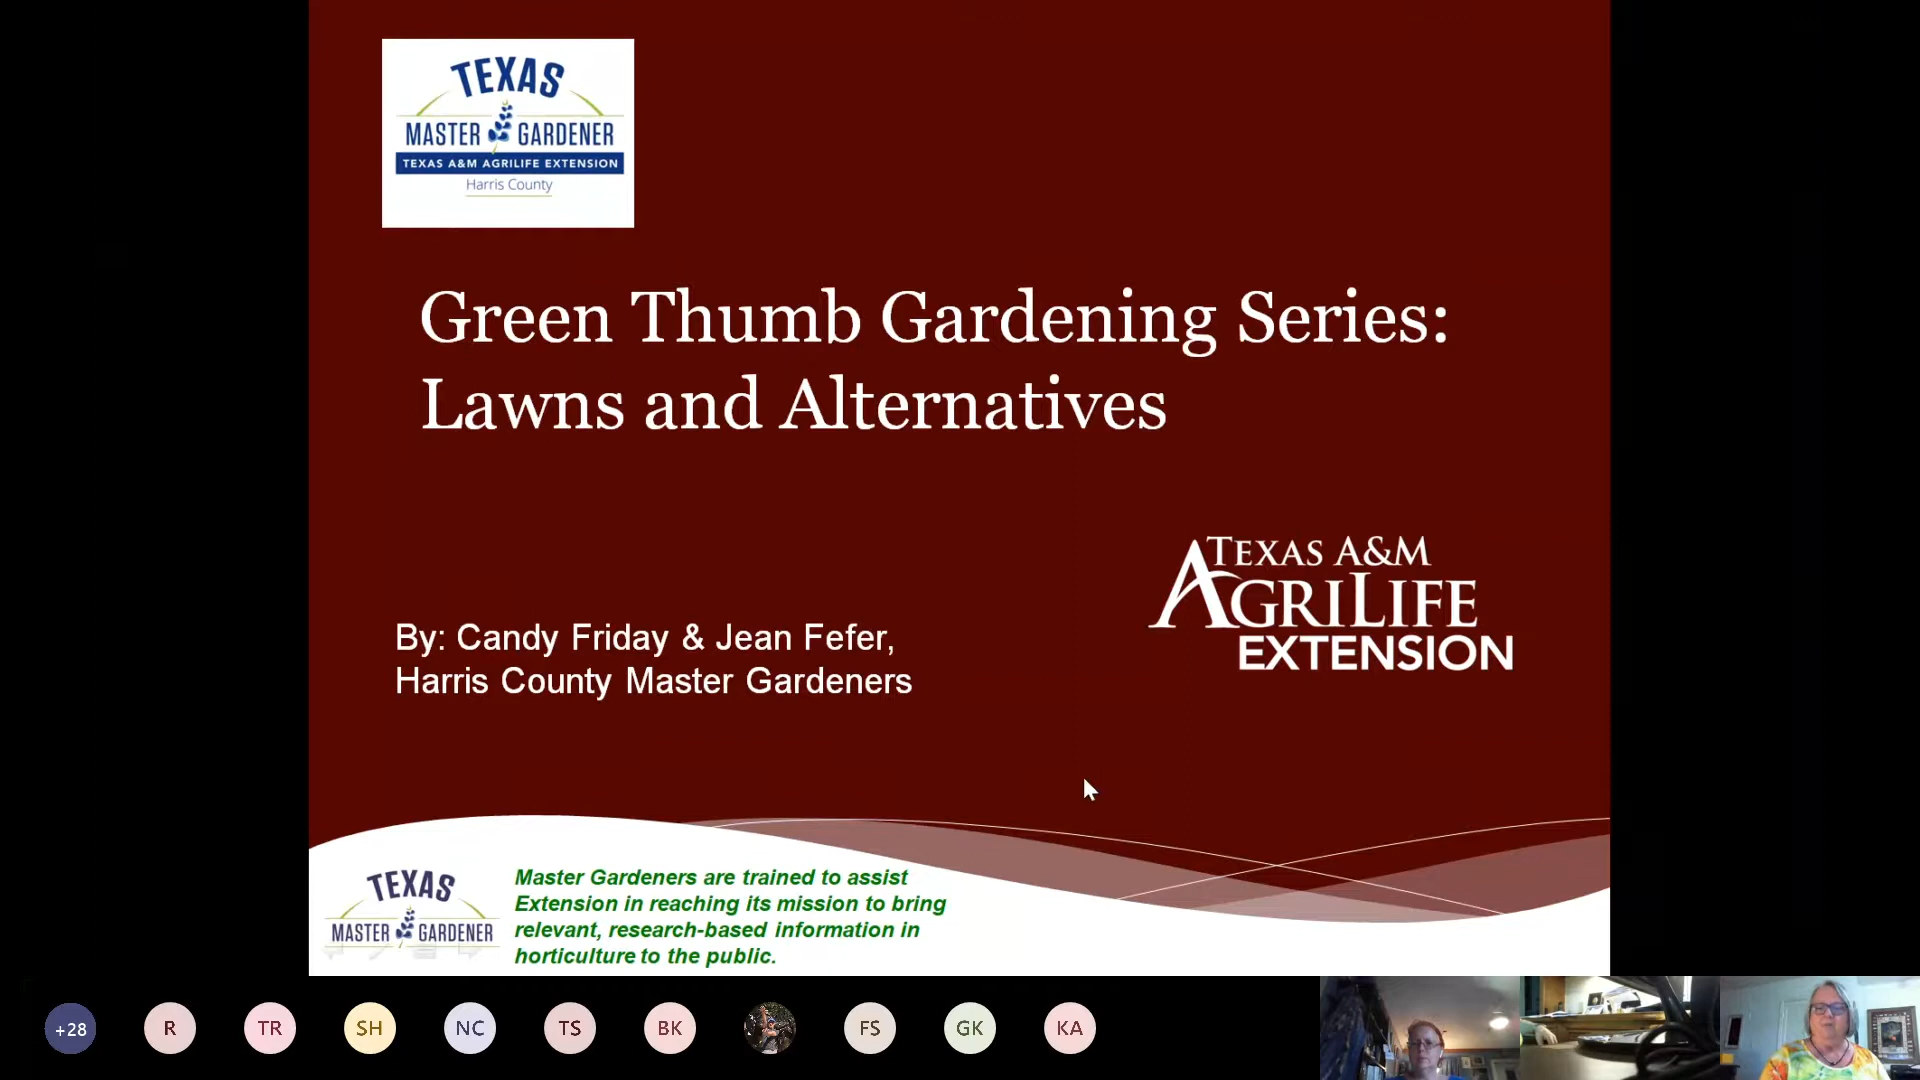 TEXAS
MASTER GARDENER
TEXAS A&M AGRILIFE EXTENSION
Harris County
Green Thumb Gardening Series:
Lawns and Alternatives
TEXAS A&M
AGRILIFE
EXTENSION
By: Candy Friday & Jean Fefer,
Harris County Master Gardeners
TEXAS
MASTER GARDENER
Master Gardeners are trained to assist
Extension in reaching its mission to bring
relevant, research-based information in
horticulture to the public.
+28 R TR SH NC TS BK FS GK KA